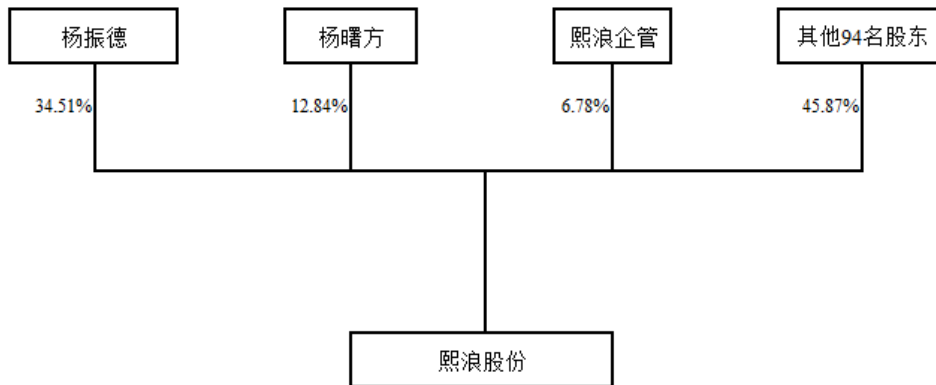 杨振德
杨曙方
熙浪企管
其他94名股东
34.51%
12.84%
6.78%
45.87%
熙浪股份